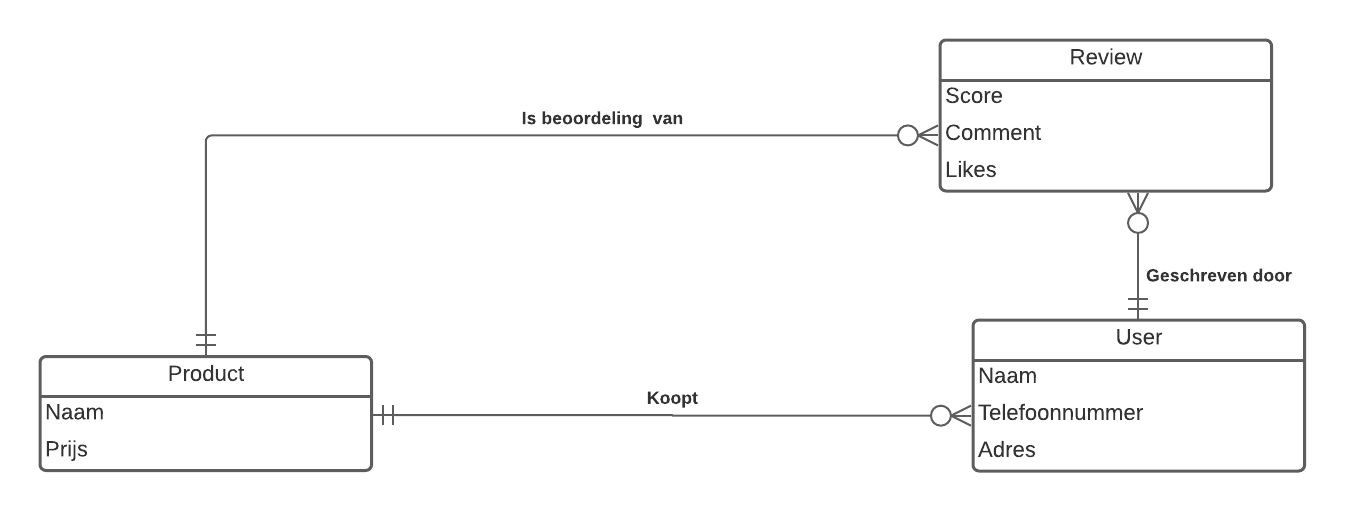 Review
Score
Comment
Likes
Is beoordeling  van
Geschreven door
Product
Naam
Prijs
Koopt
User
Naam
Telefoonnummer
Adres